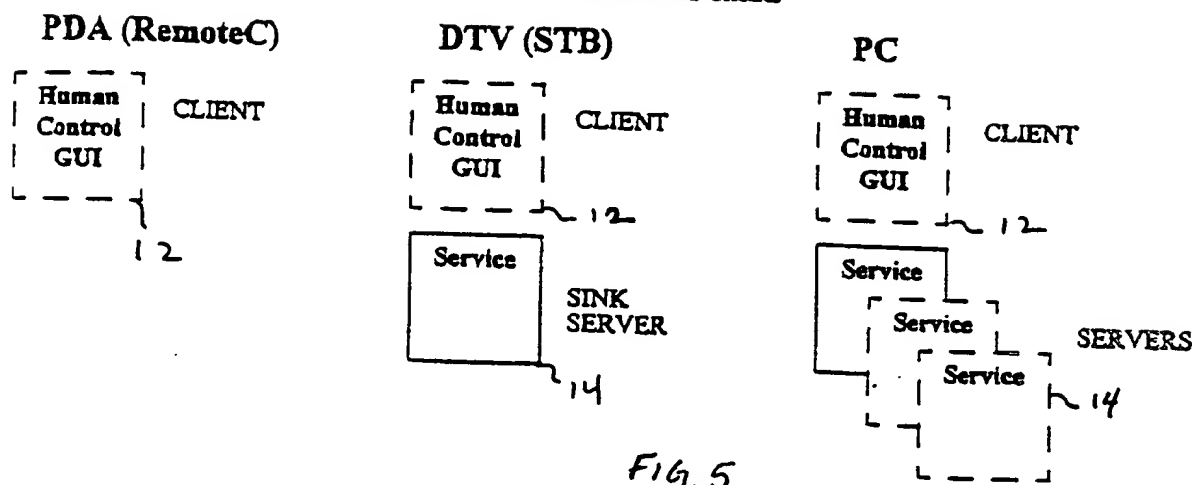 PDA (RemoteC)
Human
Control
GUI
CLIENT
12
DTV (STB)
Human
Control
GUI
CLIENT
12
Service
SINK
SERVER
14
PC
Human
Control
GUI
CLIENT
12
Service
Service
Service
SERVERS
14
FIG. 5